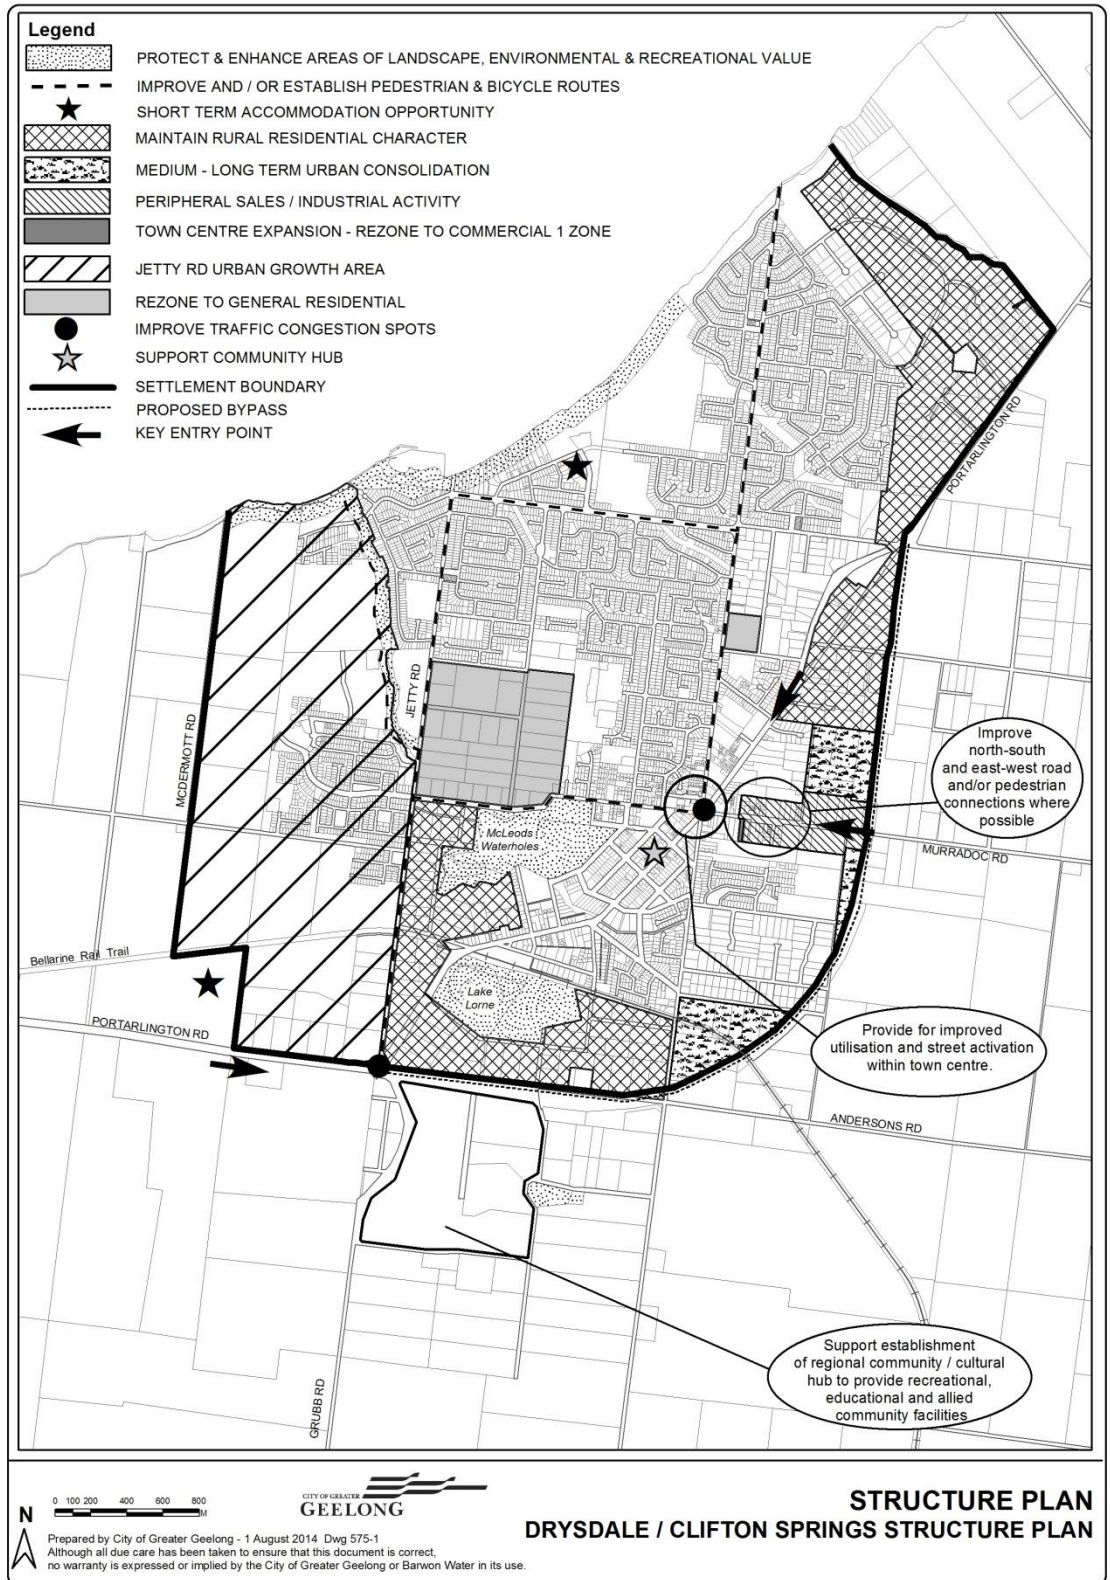 Legend
PROTECT & ENHANCE AREAS OF LANDSCAPE, ENVIRONMENTAL & RECREATIONAL VALUE
IMPROVE AND / OR ESTABLISH PEDESTRIAN & BICYCLE ROUTES
SHORT TERM ACCOMMODATION OPPORTUNITY
MAINTAIN RURAL RESIDENTIAL CHARACTER
MEDIUM - LONG TERM URBAN CONSOLIDATION
PERIPHERAL SALES / INDUSTRIAL ACTIVITY
TOWN CENTRE EXPANSION - REZONE TO COMMERCIAL 1 ZONE
JETTY RD URBAN GROWTH AREA
REZONE TO GENERAL RESIDENTIAL
IMPROVE TRAFFIC CONGESTION SPOTS
SUPPORT COMMUNITY HUB
SETTLEMENT BOUNDARY
PROPOSED BYPASS
KEY ENTRY POINT
PORTARLINGTON RD
JETTY RD
MCDERMOTT RD
Improve
north-south
and east-west road
and/or pedestrian
connections where
possible
McLeods
Waterholes
MURRADOC RD
Bellarine Rail Trail
Lake
Lorne
PORTARLINGTON RD
Provide for improved
utilisation and street activation
within town centre.
ANDERSONS RD
Support establishment
of regional community / cultural
hub to provide recreational,
educational and allied
community facilities
GRUBB RD
N
0 100 200 400 600 800
M
CITY OF GREATER
GEELONG
STRUCTURE PLAN
DRYSDALE / CLIFTON SPRINGS STRUCTURE PLAN
Prepared by City of Greater Geelong - 1 August 2014 Dwg 575-1
Although all due care has been taken to ensure that this document is correct,
no warranty is expressed or implied by the City of Greater Geelong or Barwon Water in its use.